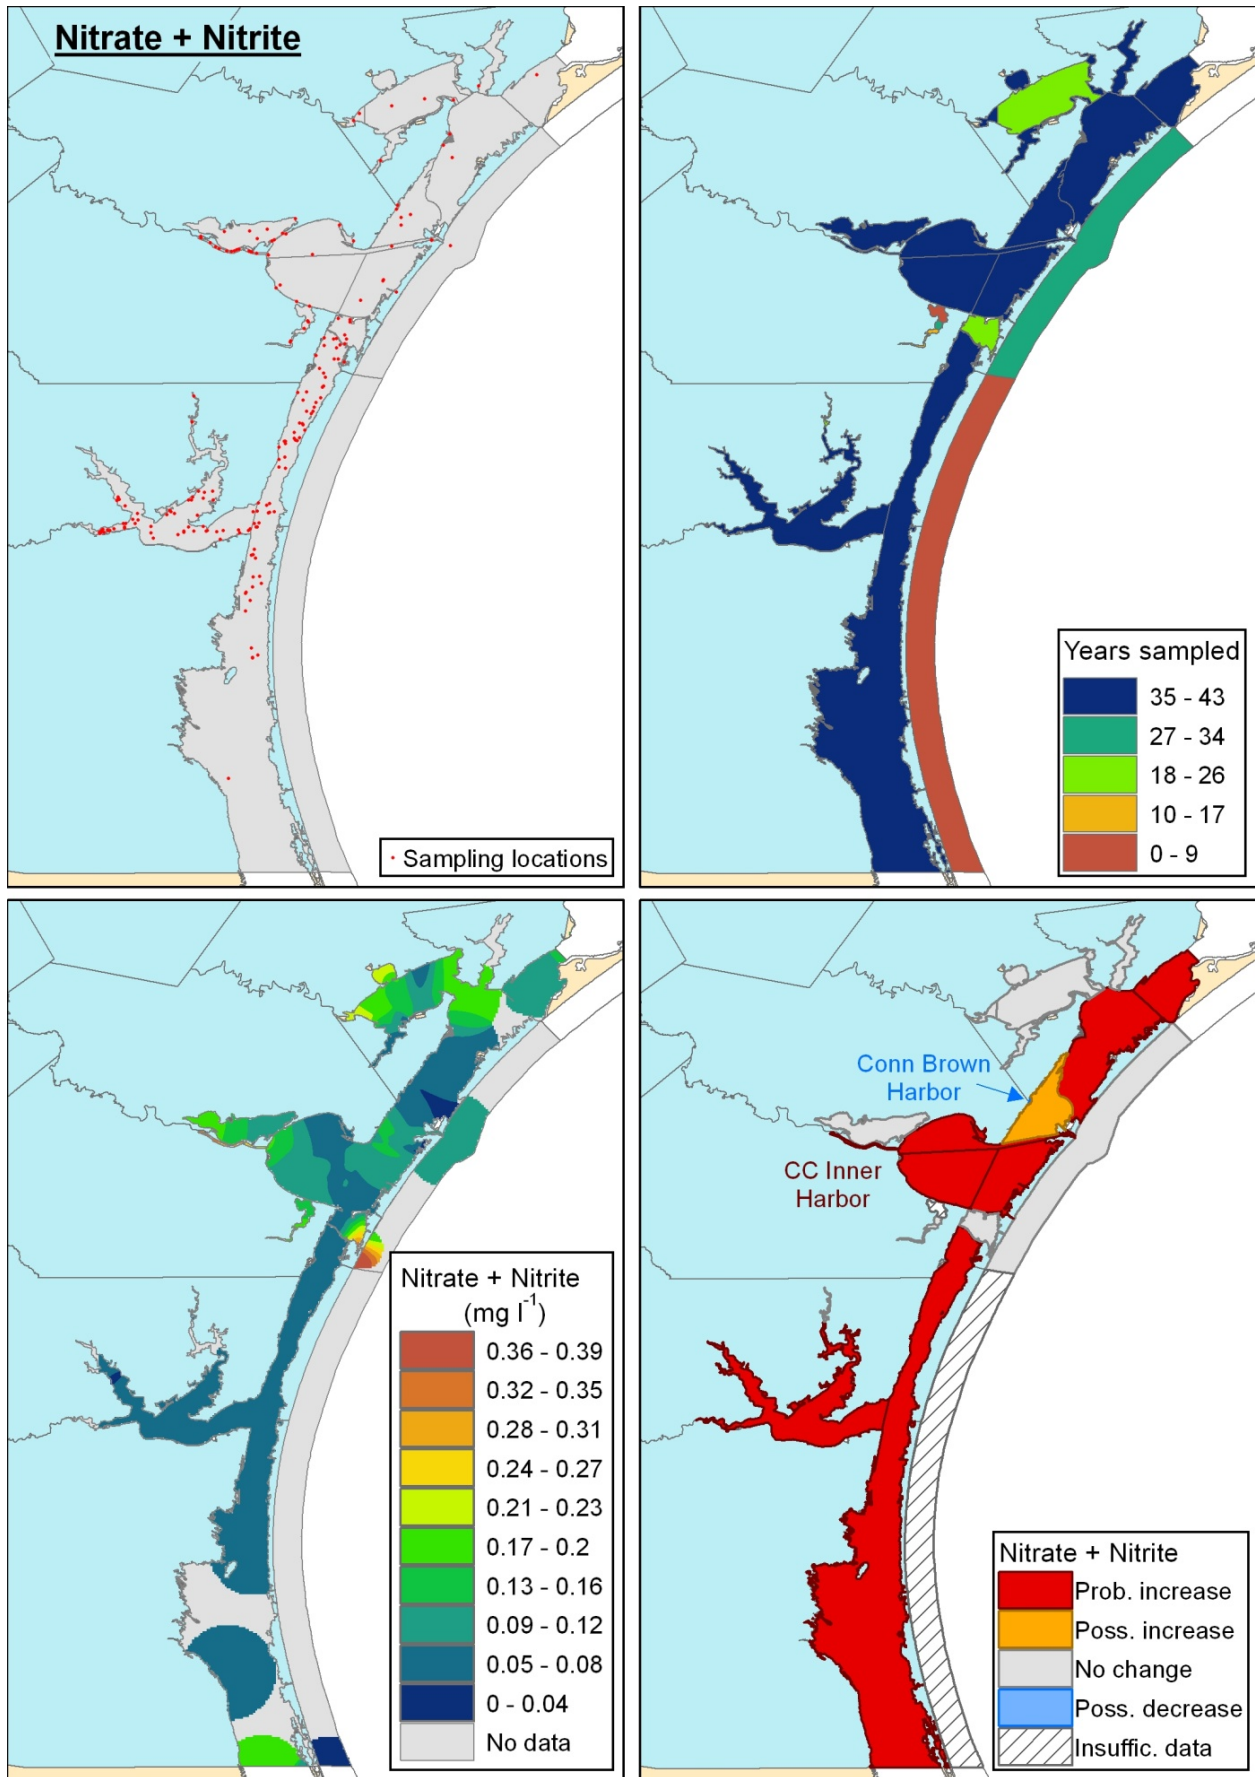 Nitrate + Nitrite
Sampling locations
Years sampled
35 - 43
27 - 34
18 - 26
10 - 17
0 - 9
Nitrate + Nitrite
(mg l⁻¹)
0.36 - 0.39
0.32 - 0.35
0.28 - 0.31
0.24 - 0.27
0.21 - 0.23
0.17 - 0.2
0.13 - 0.16
0.09 - 0.12
0.05 - 0.08
0 - 0.04
No data
Conn Brown
Harbor
CC Inner
Harbor
Nitrate + Nitrite
Prob. increase
Poss. increase
No change
Poss. decrease
Insuffic. data